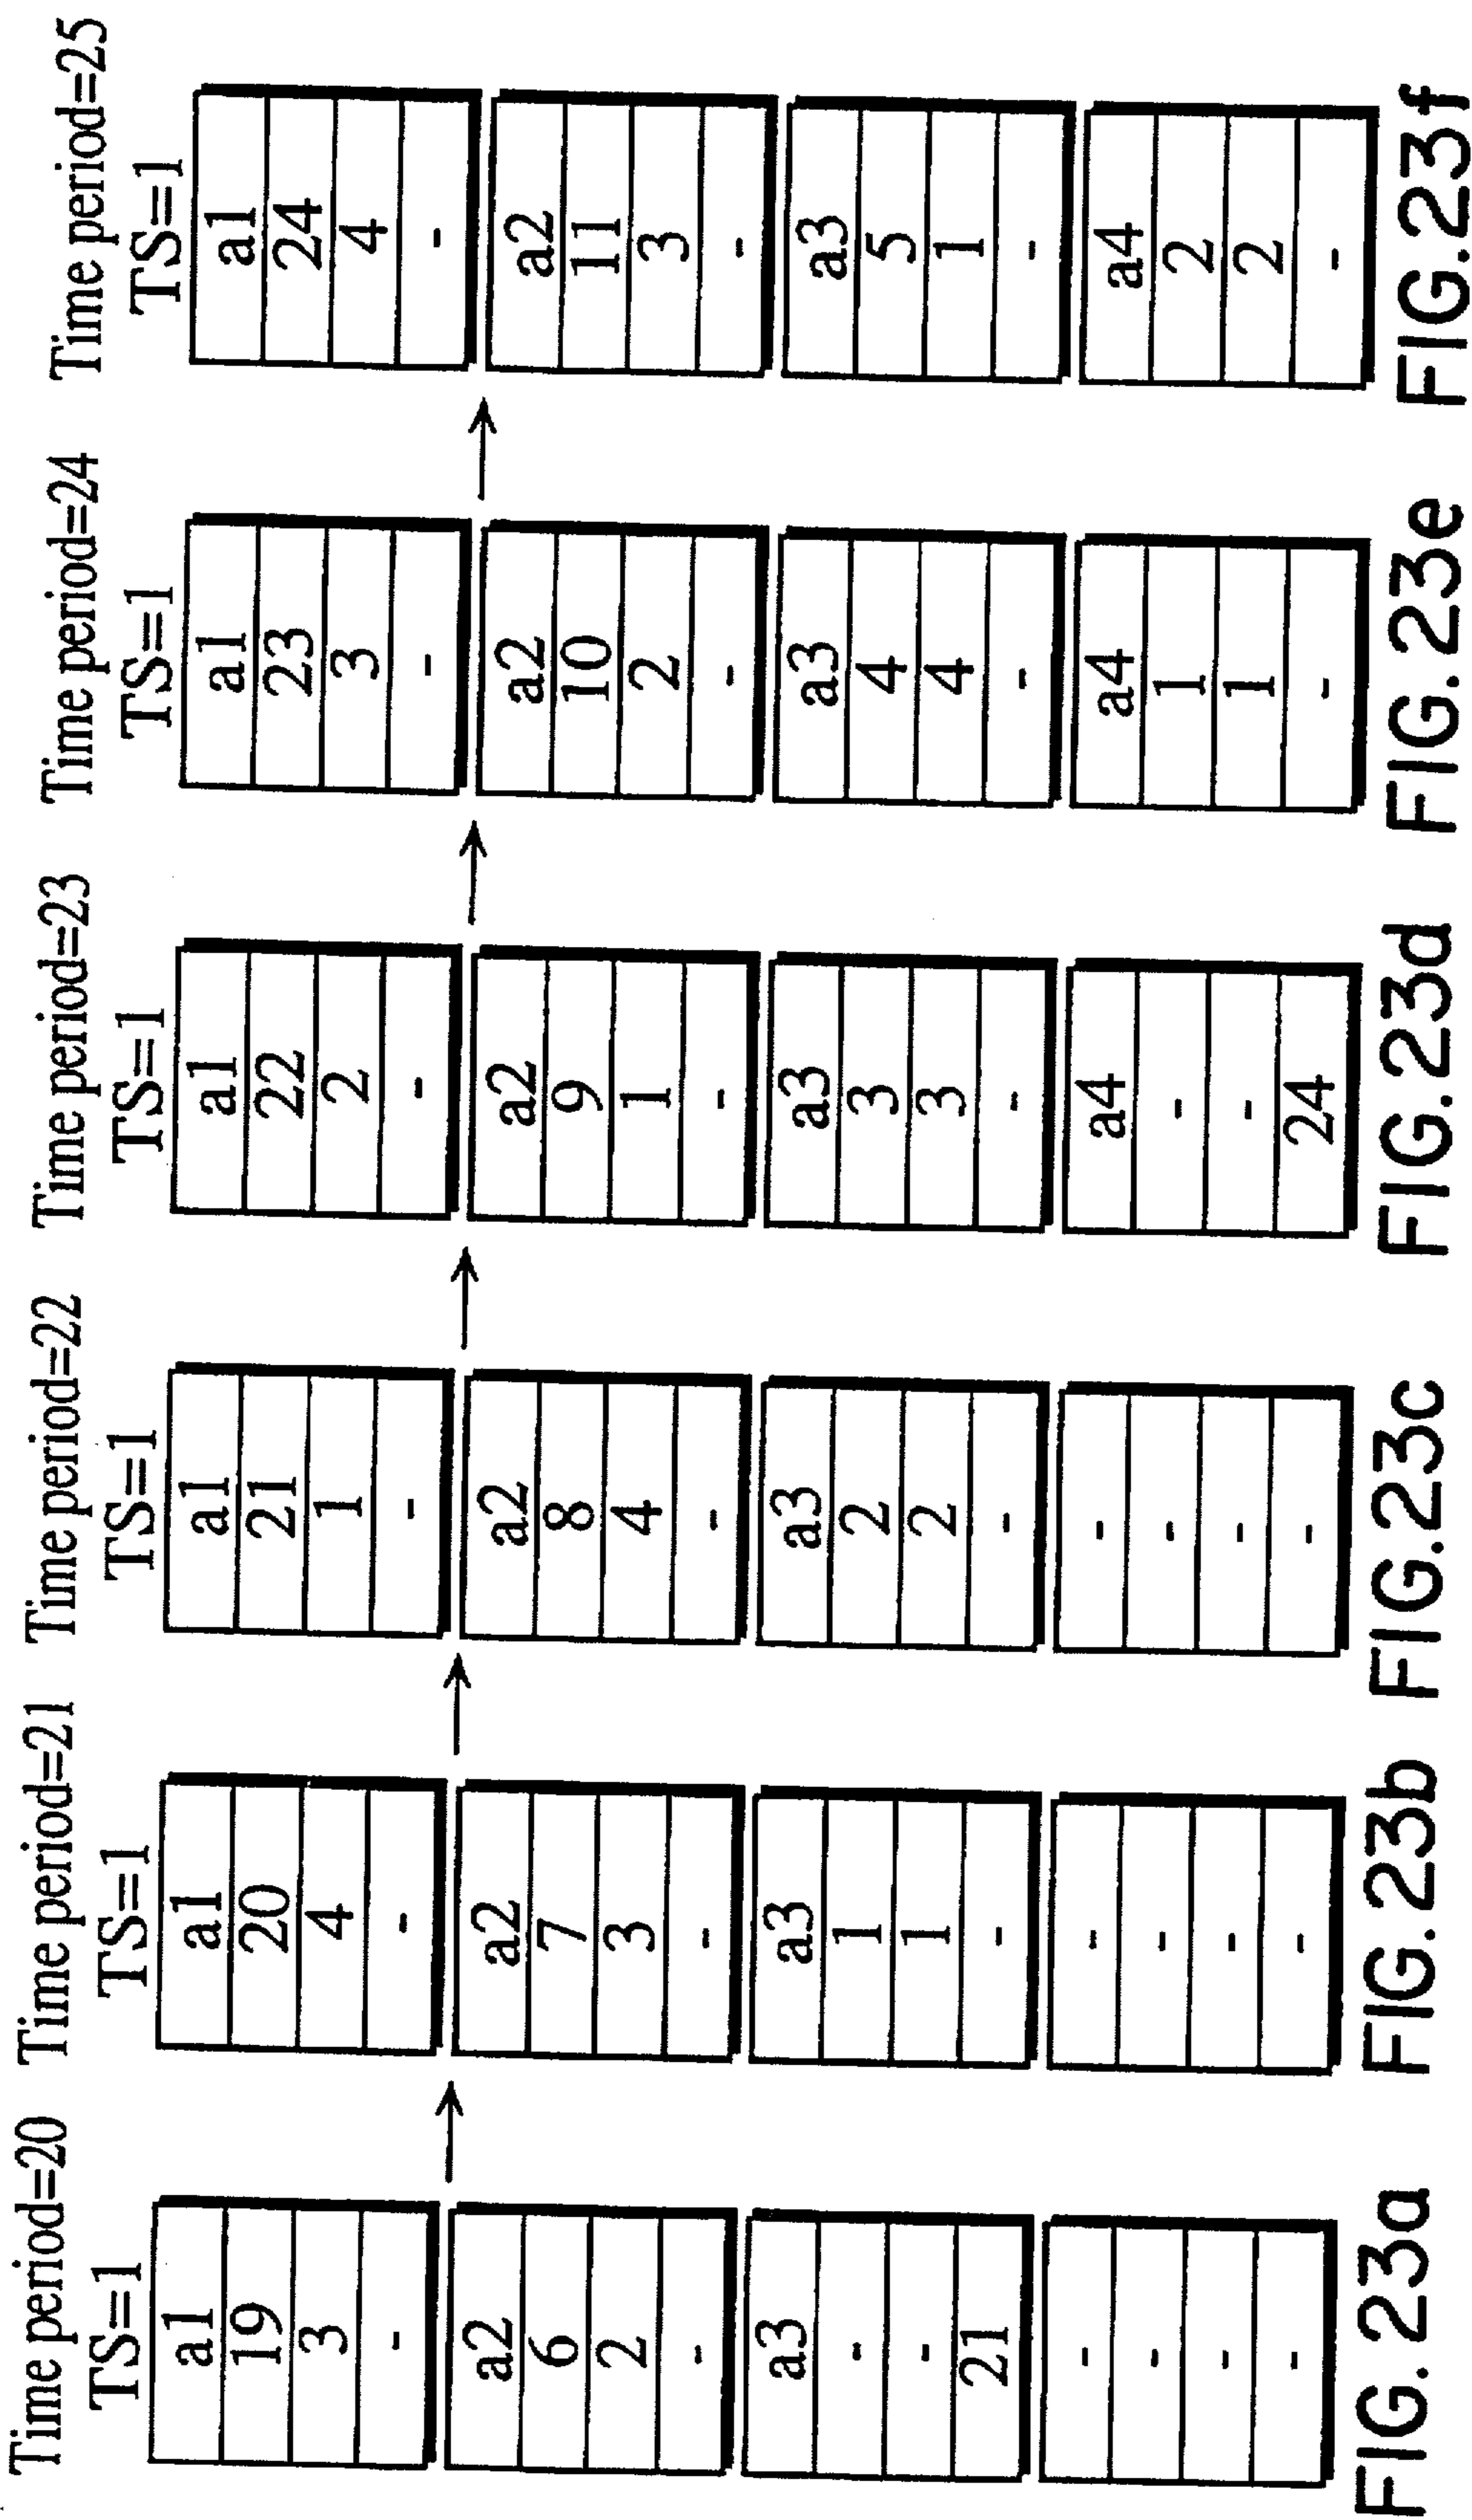 Time period=20
TS=1
a1
19
3
-
a2
6
2
-
a3
-
-
21
-
-
-
-
FIG. 23a
Time period=21
TS=1
a1
20
4
-
a2
7
3
-
a3
1
1
-
-
-
-
-
FIG.23b
Time period=22
TS=1
a1
21
1
-
a2
8
4
-
a3
2
2
-
-
-
-
-
FIG.23c
Time period=23
TS=1
a1
22
2
-
a2
9
1
-
a3
3
3
-
a4
-
-
24
FIG.23d
Time period=24
TS=1
a1
23
3
-
a2
10
2
-
a3
4
4
-
a4
1
1
-
FIG.23e
Time period=25
TS=1
a1
24
4
-
a2
11
3
-
a3
5
1
-
a4
2
2
-
FIG.23f